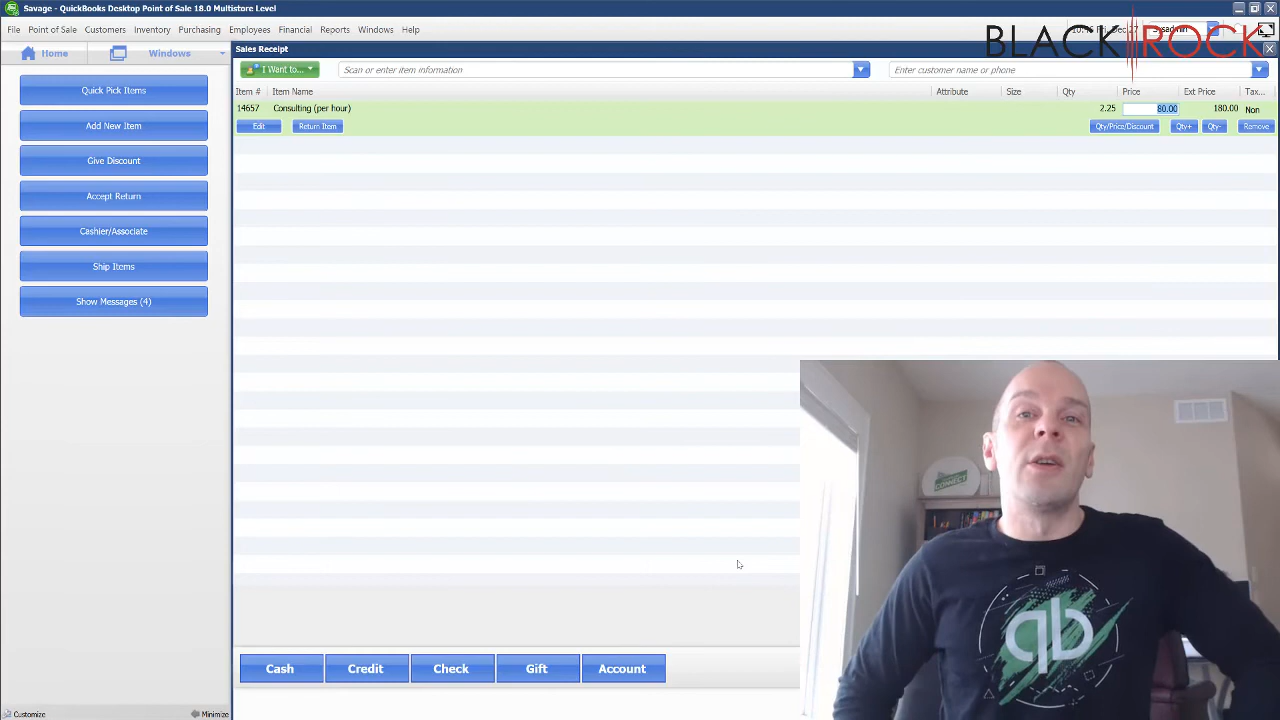 Savage - QuickBooks Desktop Point of Sale 18.0 Multistore Level
File Point of Sale Customers Inventory Purchasing Employees Financial Reports Windows Help
BLACK ROCK
Home Windows
Sales Receipt
I Want to...
Scan or enter item information
Enter customer name or phone
Item # Item Name Attribute Size Qty Price Ext Price Tax...
14657 Consulting (per hour) 2.25 80.00 180.00 Non
Edit Return Item Qty/Price/Discount Qty+ Qty- Remove
Quick Pick Items
Add New Item
Give Discount
Accept Return
Cashier/Associate
Ship Items
Show Messages (4)
CONNECT
qb
Cash Credit Check Gift Account
Customize Minimize